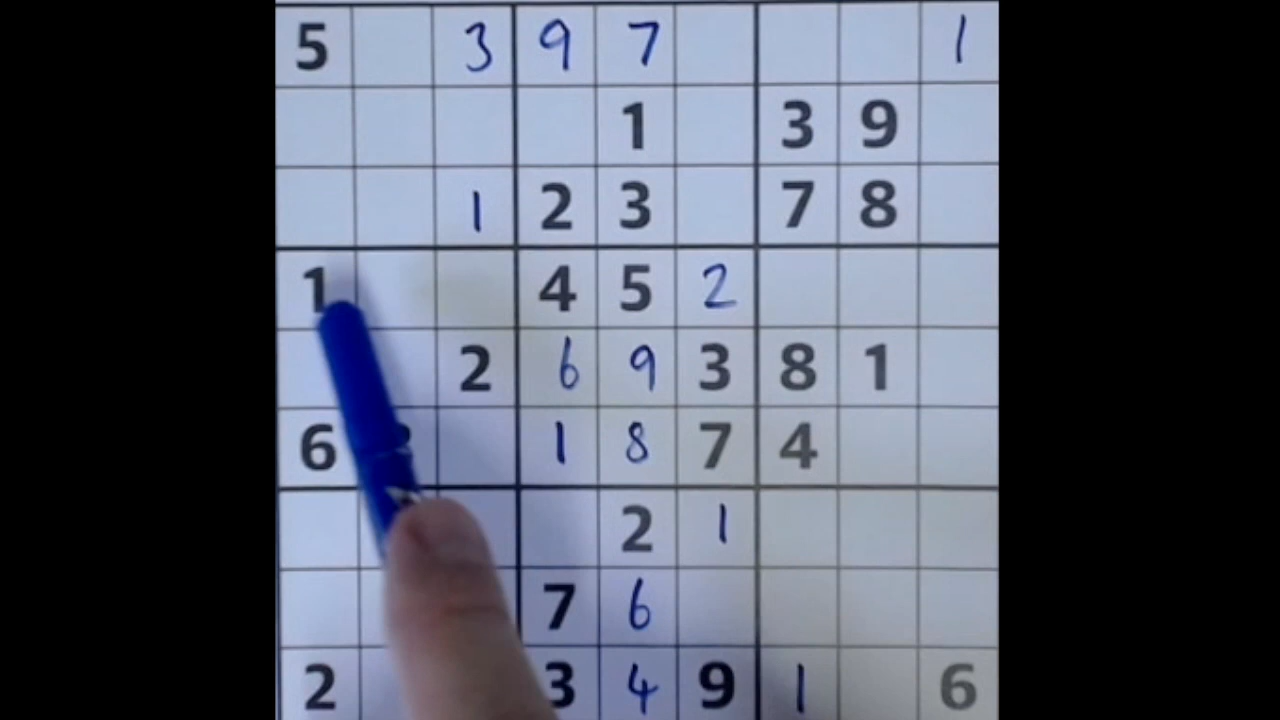 5 3 9 7 1
1 3 9
1 2 3 7 8
1 4 5 2
2 6 9 3 8 1
6 1 8 7 4
2 1
7 6
2 3 4 9 1 6